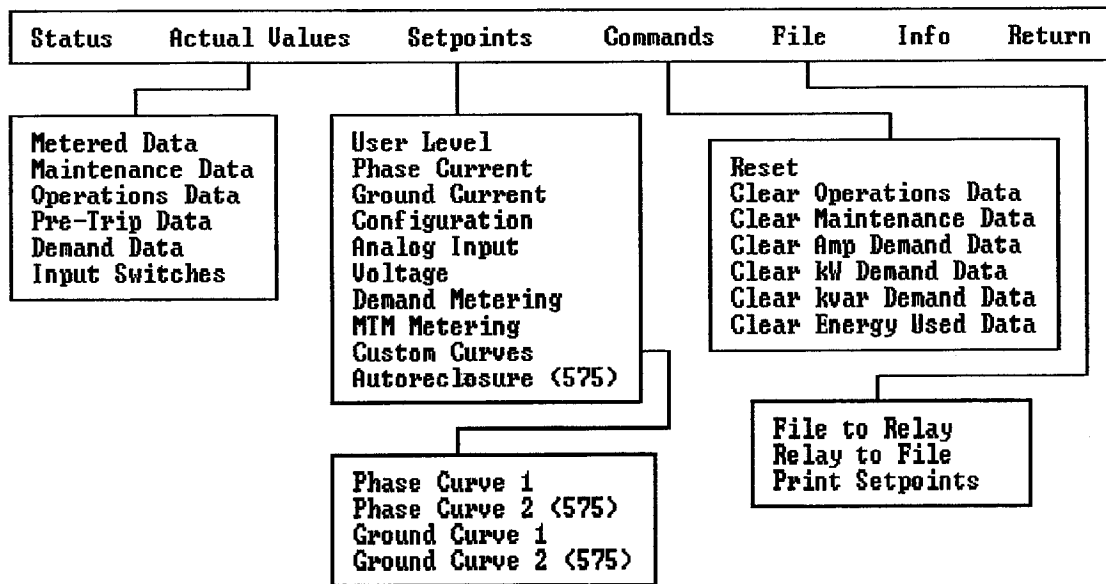 Status Actual Values Setpoints Commands File Info Return
Metered Data
Maintenance Data
Operations Data
Pre-Trip Data
Demand Data
Input Switches
User Level
Phase Current
Ground Current
Configuration
Analog Input
Voltage
Demand Metering
MTM Metering
Custom Curves
Autoreclosure (575)
Reset
Clear Operations Data
Clear Maintenance Data
Clear Amp Demand Data
Clear kW Demand Data
Clear kvar Demand Data
Clear Energy Used Data
Phase Curve 1
Phase Curve 2 (575)
Ground Curve 1
Ground Curve 2 (575)
File to Relay
Relay to File
Print Setpoints